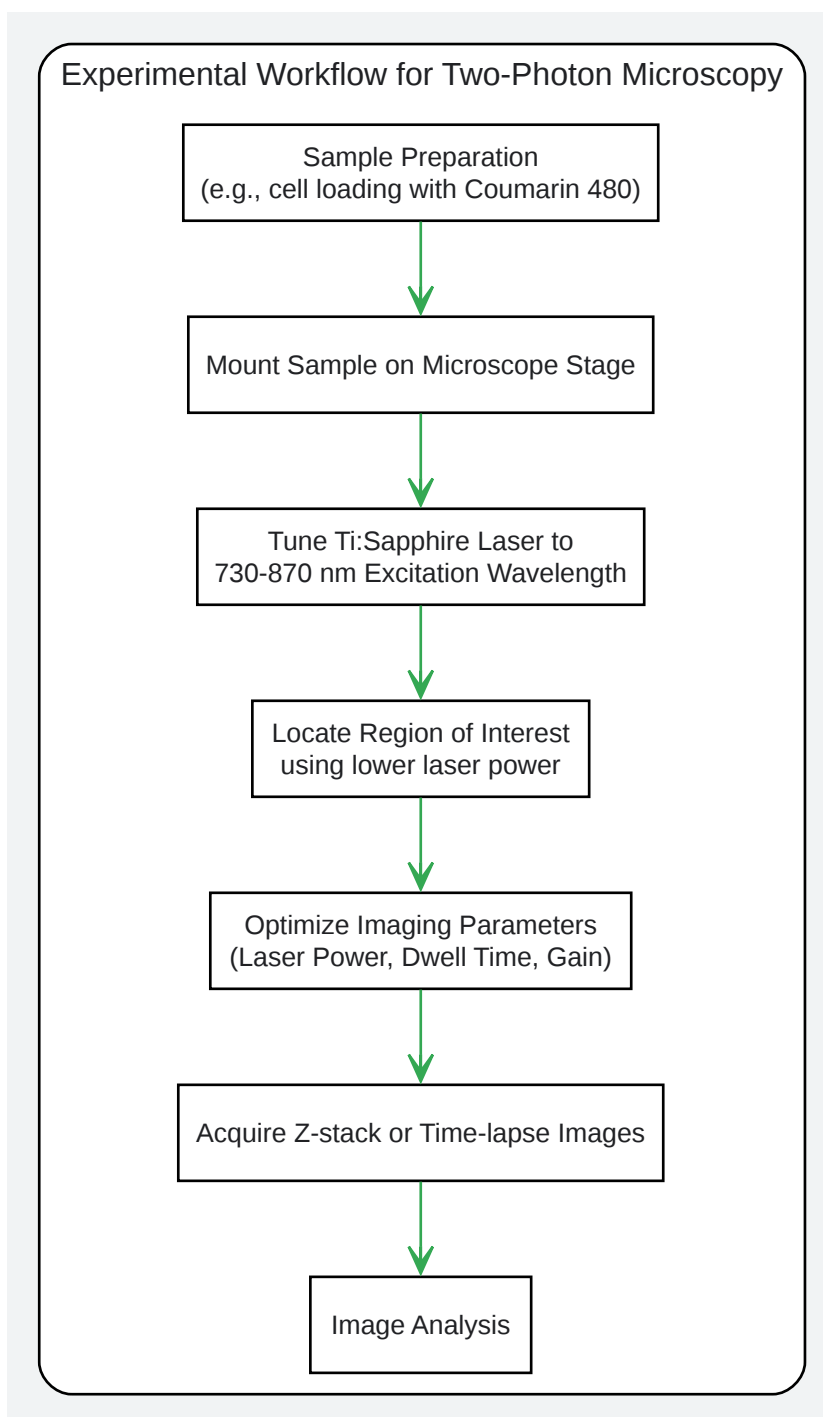 Experimental Workflow for Two-Photon Microscopy
Sample Preparation
(e.g., cell loading with Coumarin 480)
Mount Sample on Microscope Stage
Tune Ti:Sapphire Laser to
730-870 nm Excitation Wavelength
Locate Region of Interest
using lower laser power
Optimize Imaging Parameters
(Laser Power, Dwell Time, Gain)
Acquire Z-stack or Time-lapse Images
Image Analysis